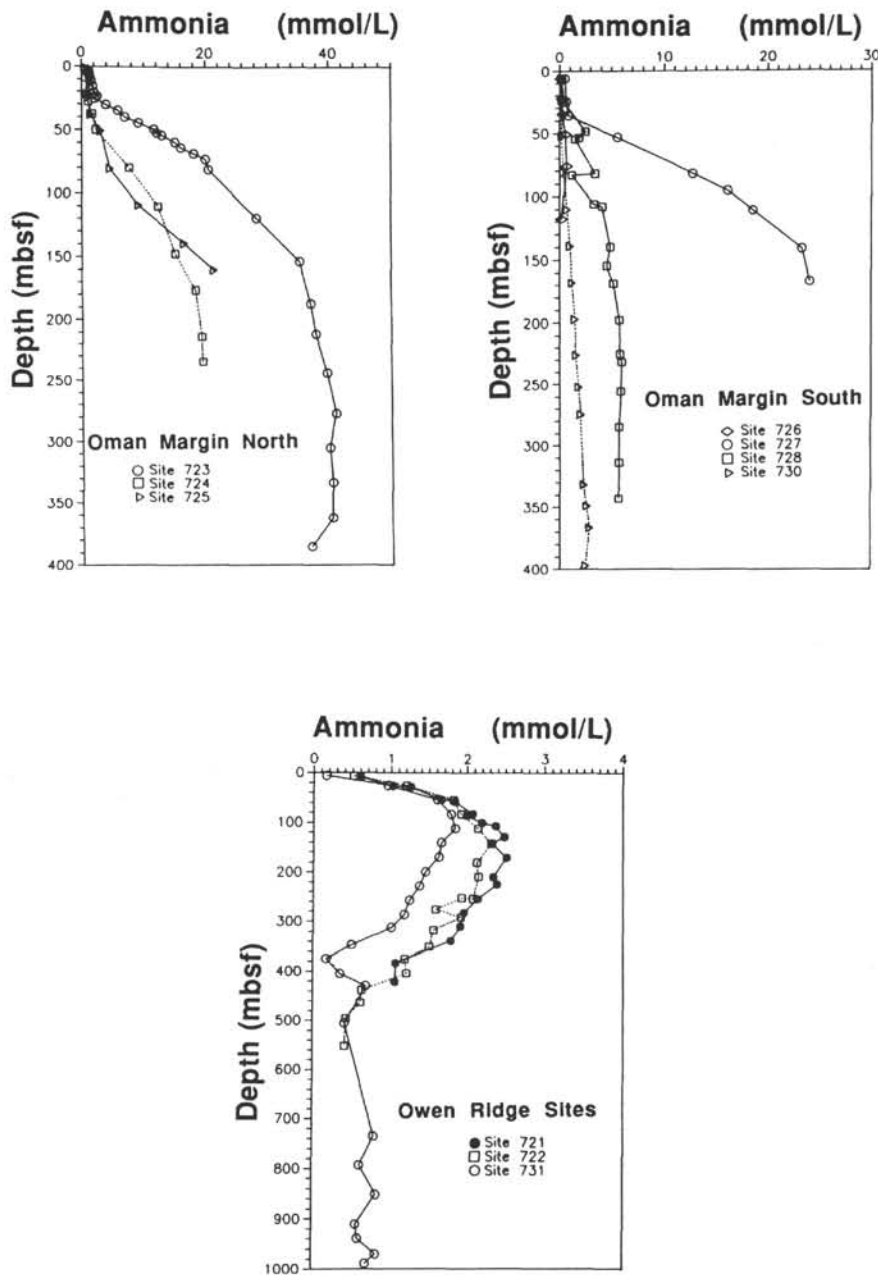 Ammonia (mmol/L)
0 20 40
Depth (mbsf)
0
50
100
150
200
250
300
350
400
Oman Margin North
Site 723
Site 724
Site 725
Ammonia (mmol/L)
0 10 20 30
Depth (mbsf)
0
50
100
150
200
250
300
350
400
Oman Margin South
Site 726
Site 727
Site 728
Site 730
Ammonia (mmol/L)
0 1 2 3 4
Depth (mbsf)
0
100
200
300
400
500
600
700
800
900
1000
Owen Ridge Sites
Site 721
Site 722
Site 731